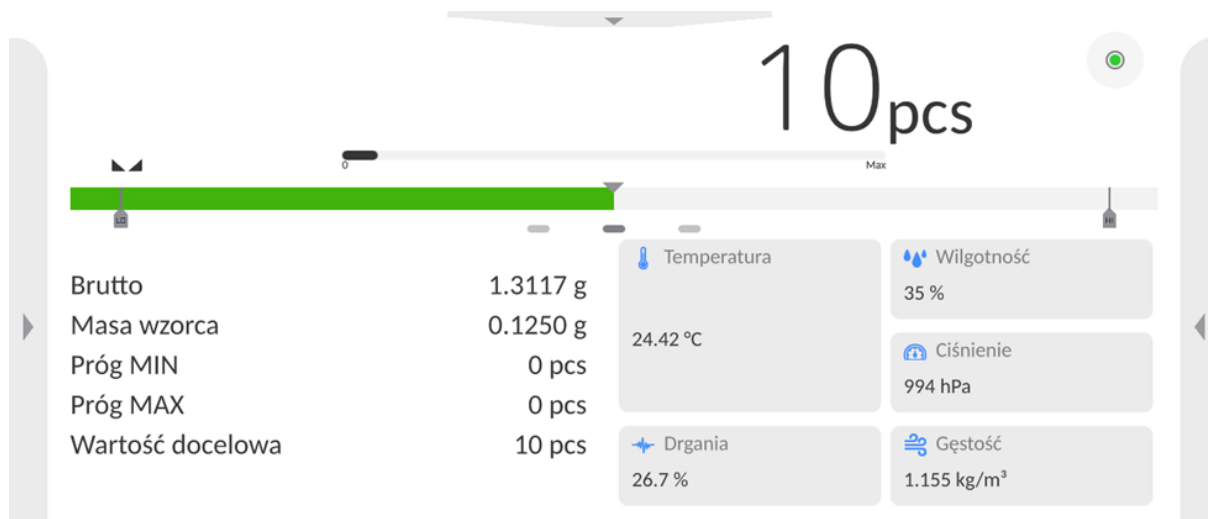 10 pcs
0 Max
LO HI
Brutto 1.3117 g
Masa wzorca 0.1250 g
Próg MIN 0 pcs
Próg MAX 0 pcs
Wartość docelowa 10 pcs
Temperatura
24.42 °C
Wilgotność
35 %
Ciśnienie
994 hPa
Drgania
26.7 %
Gęstość
1.155 kg/m³